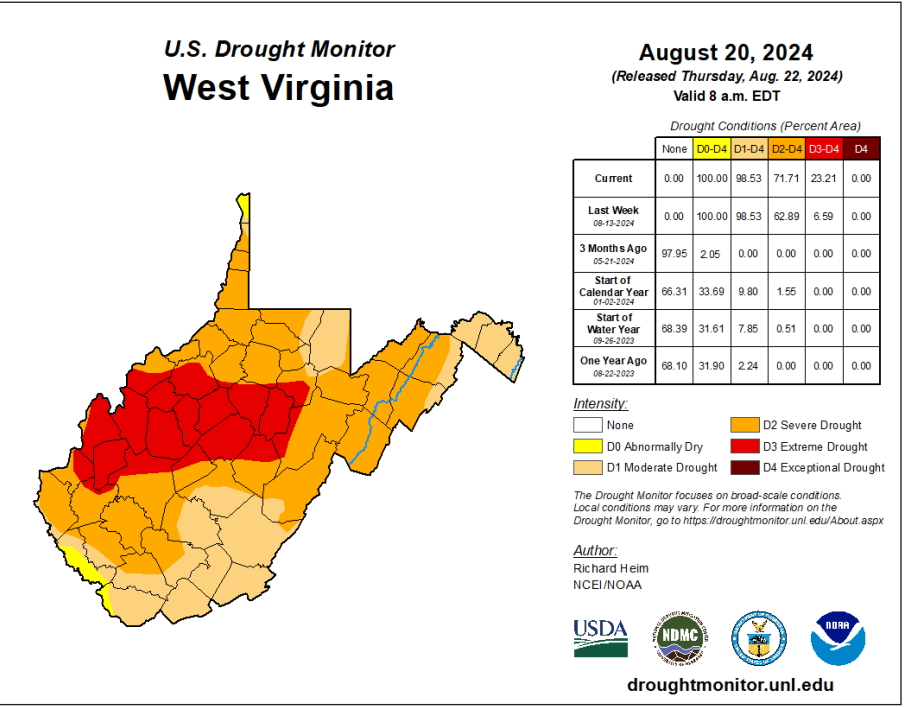 U.S. Drought Monitor
West Virginia
August 20, 2024
(Released Thursday, Aug. 22, 2024)
Valid 8 a.m. EDT
Drought Conditions (Percent Area)
None D0-D4 D1-D4 D2-D4 D3-D4 D4
Current 0.00 100.00 98.53 71.71 23.21 0.00
Last Week
08-13-2024
0.00 100.00 98.53 62.89 6.59 0.00
3 Months Ago
05-21-2024
97.95 2.05 0.00 0.00 0.00 0.00
Start of
Calendar Year
01-02-2024
66.31 33.69 9.80 1.55 0.00 0.00
Start of
Water Year
09-26-2023
68.39 31.61 7.85 0.51 0.00 0.00
One Year Ago
08-22-2023
68.10 31.90 2.24 0.00 0.00 0.00
Intensity:
None
D0 Abnormally Dry
D1 Moderate Drought
D2 Severe Drought
D3 Extreme Drought
D4 Exceptional Drought
The Drought Monitor focuses on broad-scale conditions.
Local conditions may vary. For more information on the
Drought Monitor, go to https://droughtmonitor.unl.edu/About.aspx
Author:
Richard Heim
NCEI/NOAA
USDA
NDMC
NOAA
droughtmonitor.unl.edu